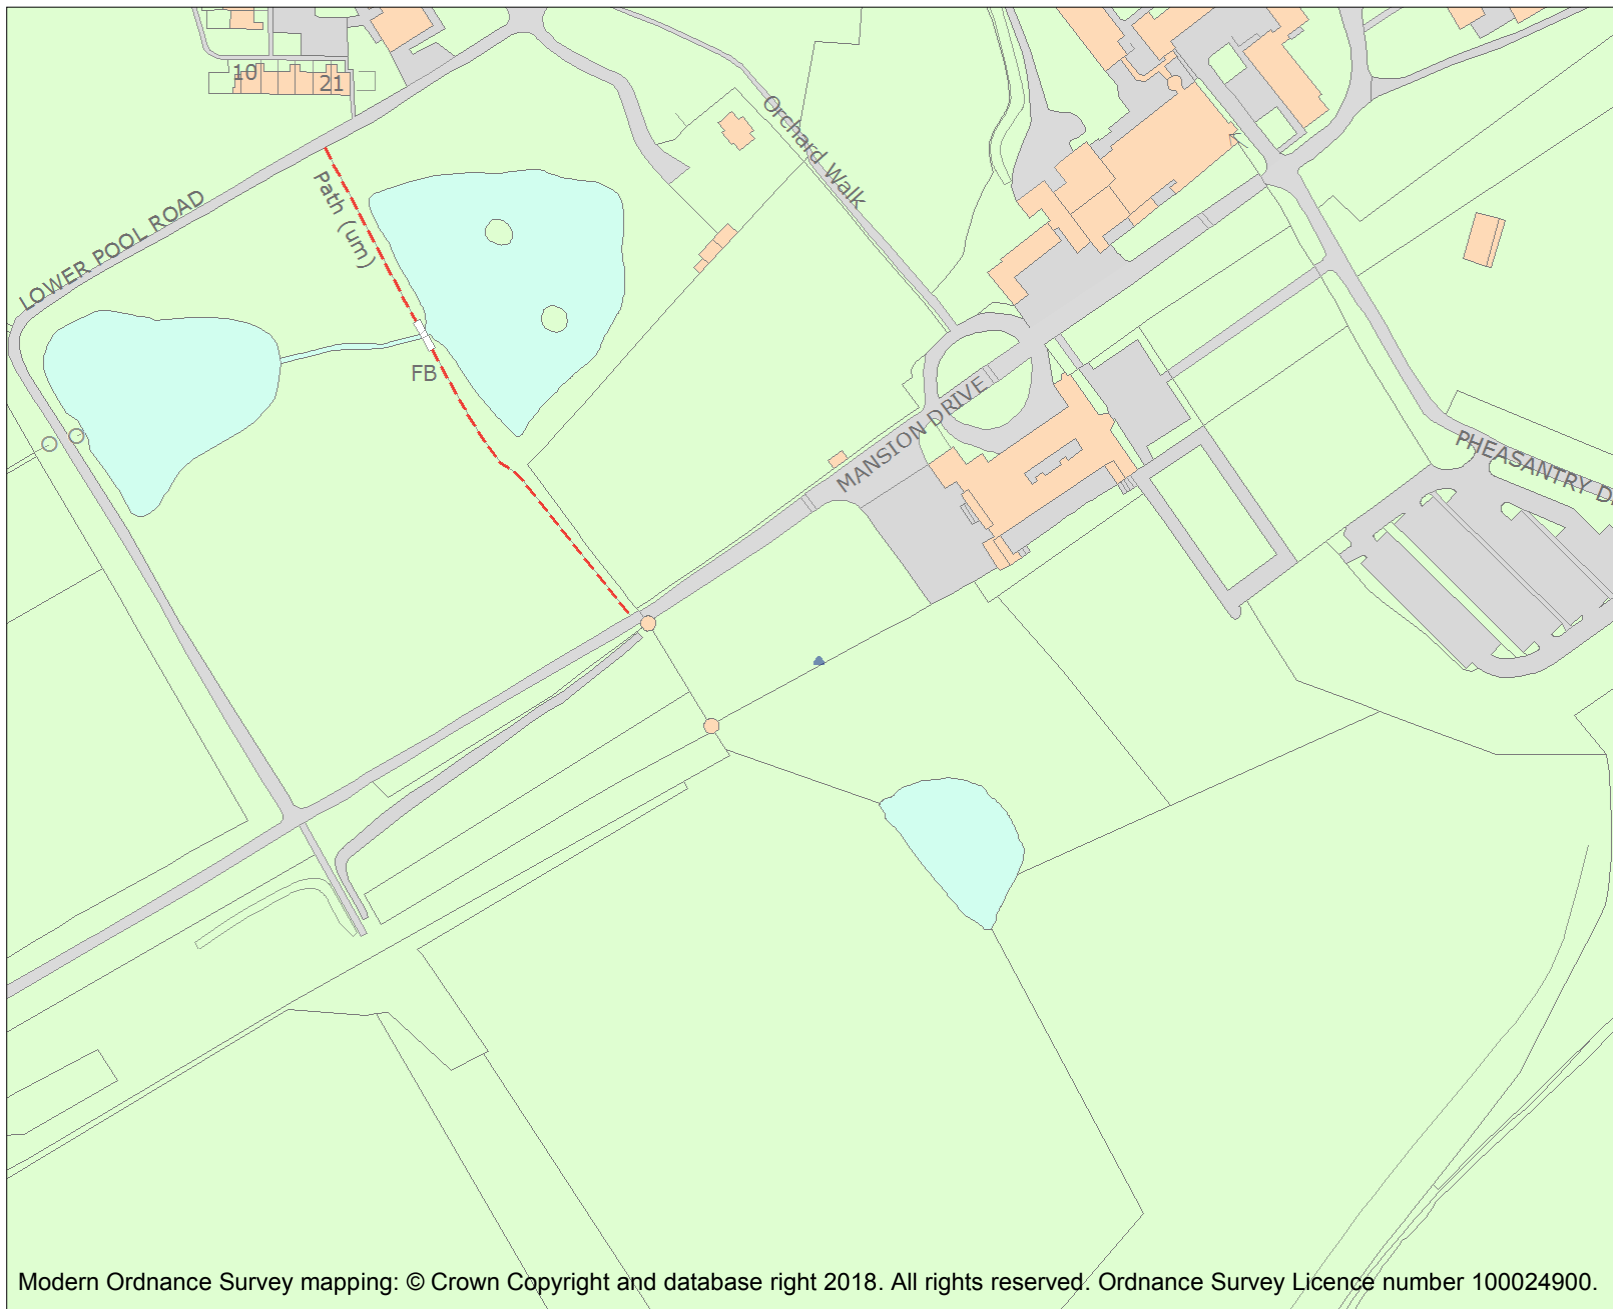 10
21
Orchard Walk
Path (um)
LOWER POOL ROAD
FB
MANSION DRIVE
PHEASANTRY D
Modern Ordnance Survey mapping: © Crown Copyright and database right 2018. All rights reserved. Ordnance Survey Licence number 100024900.